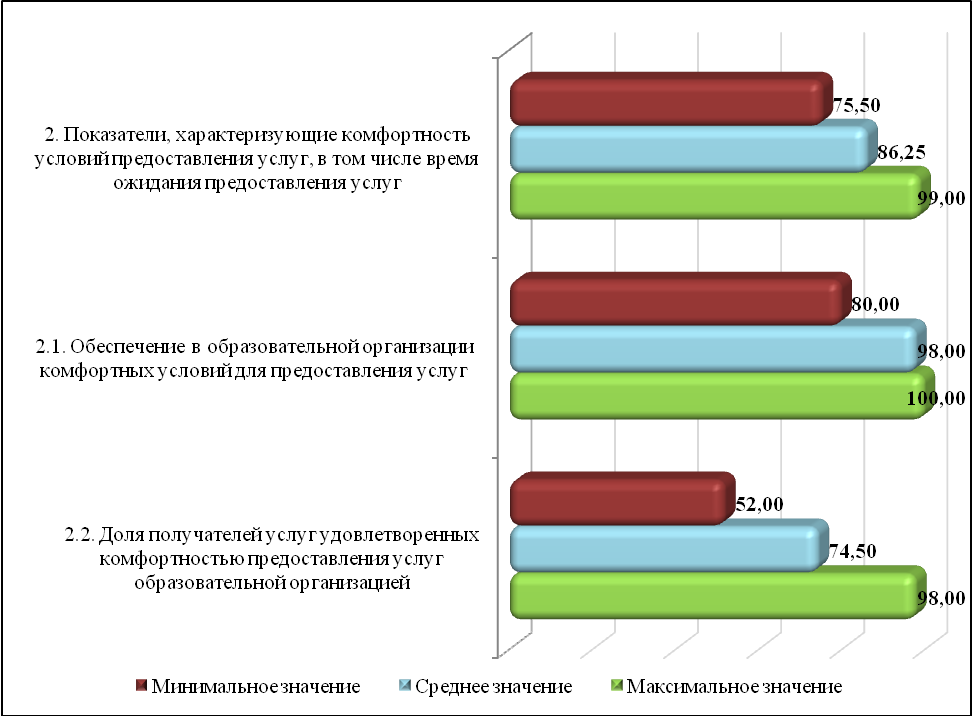 2. Показатели, характеризующие комфортность
условий предоставления услуг, в том числе время
ожидания предоставления услуг
75,50
86,25
99,00
2.1. Обеспечение в образовательной организации
комфортных условий для предоставления услуг
80,00
98,00
100,00
2.2. Доля получателей услуг удовлетворенных
комфортностью предоставления услуг
образовательной организацией
52,00
74,50
98,00
Минимальное значение
Среднее значение
Максимальное значение